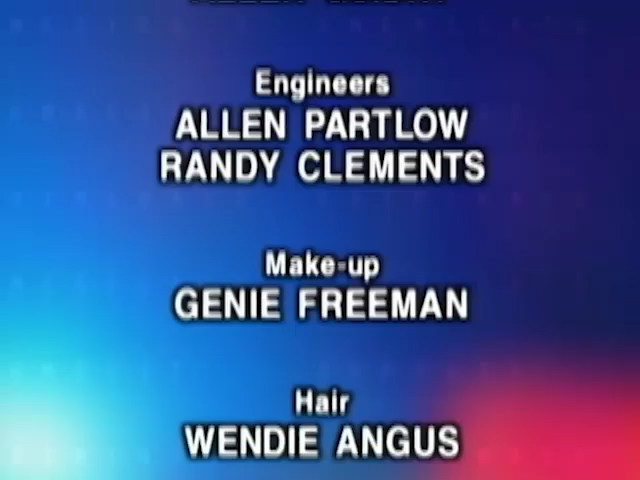 Engineers
ALLEN PARTLOW
RANDY CLEMENTS
Make-up
GENIE FREEMAN
Hair
WENDIE ANGUS